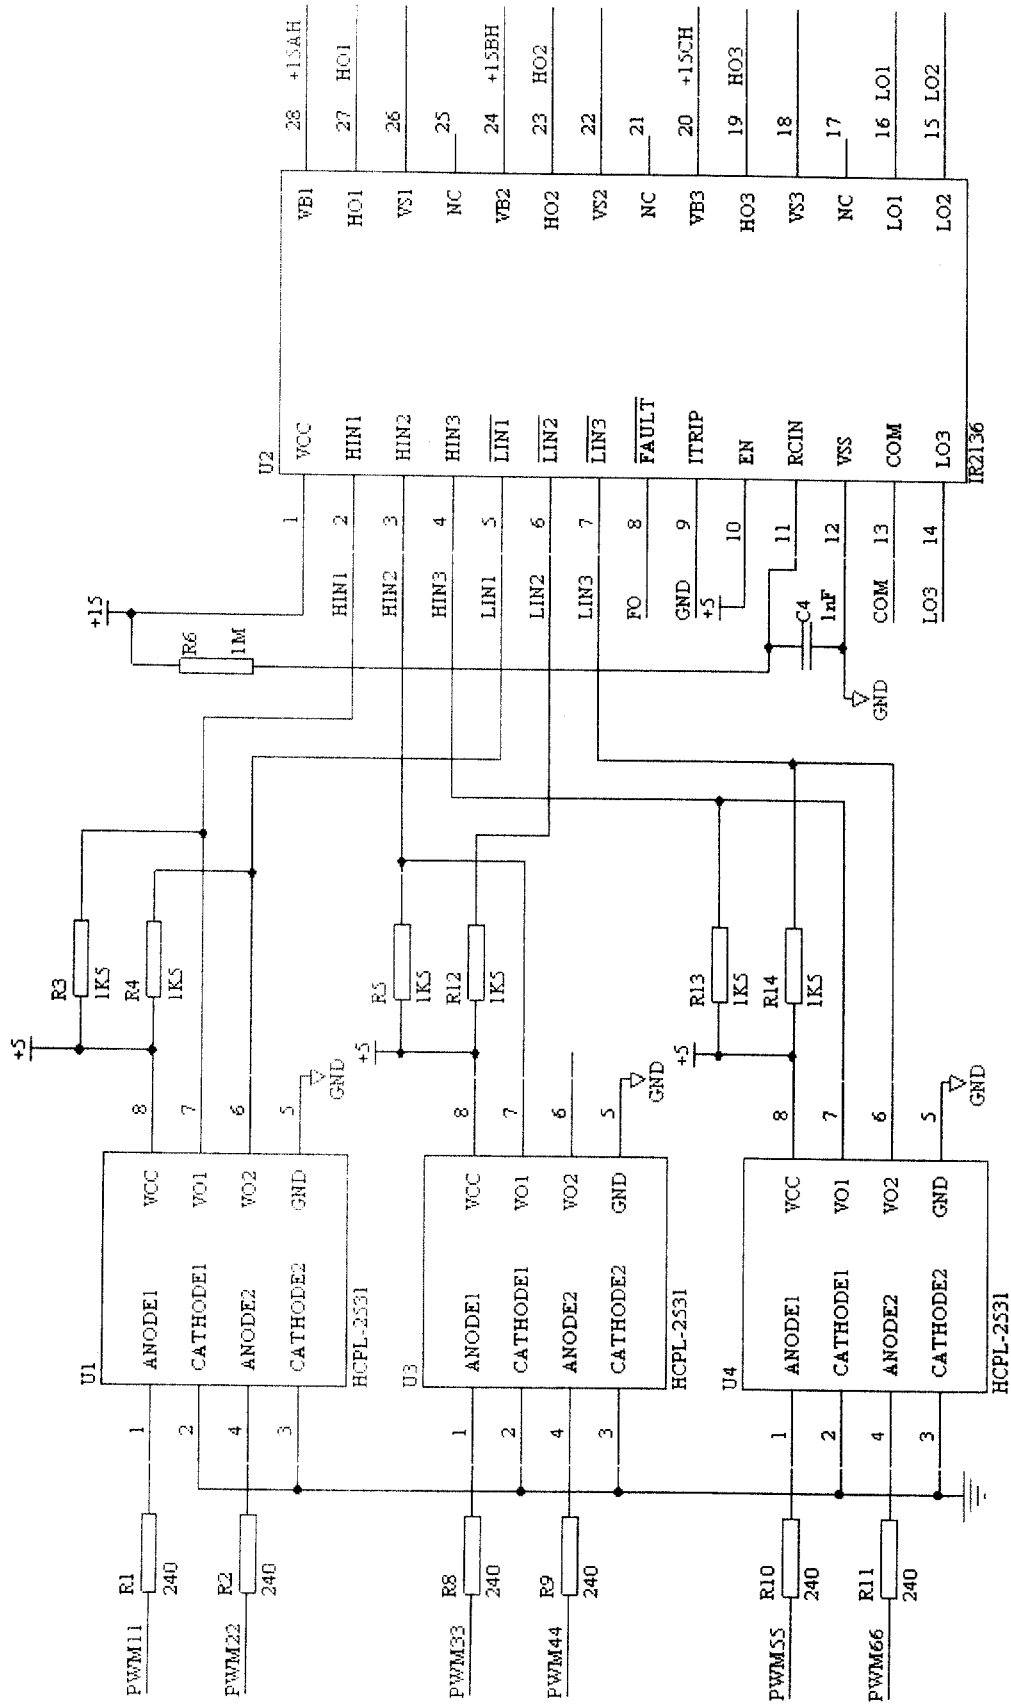 PWM11
R1
240
PWM22
R2
240
PWM33
R8
240
PWM44
R9
240
PWM55
R10
240
PWM66
R11
240
U1
1 ANODE1
2 CATHODE1
4 ANODE2
3 CATHODE2
VCC 8
VO1 7
VO2 6
GND 5
HCPL-2531
GND
U3
1 ANODE1
2 CATHODE1
4 ANODE2
3 CATHODE2
VCC 8
VO1 7
VO2 6
GND 5
HCPL-2531
GND
U4
1 ANODE1
2 CATHODE1
4 ANODE2
3 CATHODE2
VCC 8
VO1 7
VO2 6
GND 5
HCPL-2531
GND
+5
R3
1K5
R4
1K5
+5
R5
1K5
R12
1K5
+5
R13
1K5
R14
1K5
+15
R6
1M
C4
1nF
GND
U2
1 VCC
HIN1 2 HIN1
HIN2 3 HIN2
HIN3 4 HIN3
LIN1 5 LIN1
LIN2 6 LIN2
LIN3 7 LIN3
FO 8 FAULT
GND 9 ITRIP
+5 10 EN
11 RCIN
12 VSS
COM 13 COM
LO3 14 LO3
IR2136
VB1 28 +15AH
HO1 27 HO1
VS1 26
NC 25
VB2 24 +15BH
HO2 23 HO2
VS2 22
NC 21
VB3 20 +15CH
HO3 19 HO3
VS3 18
NC 17
LO1 16 LO1
LO2 15 LO2